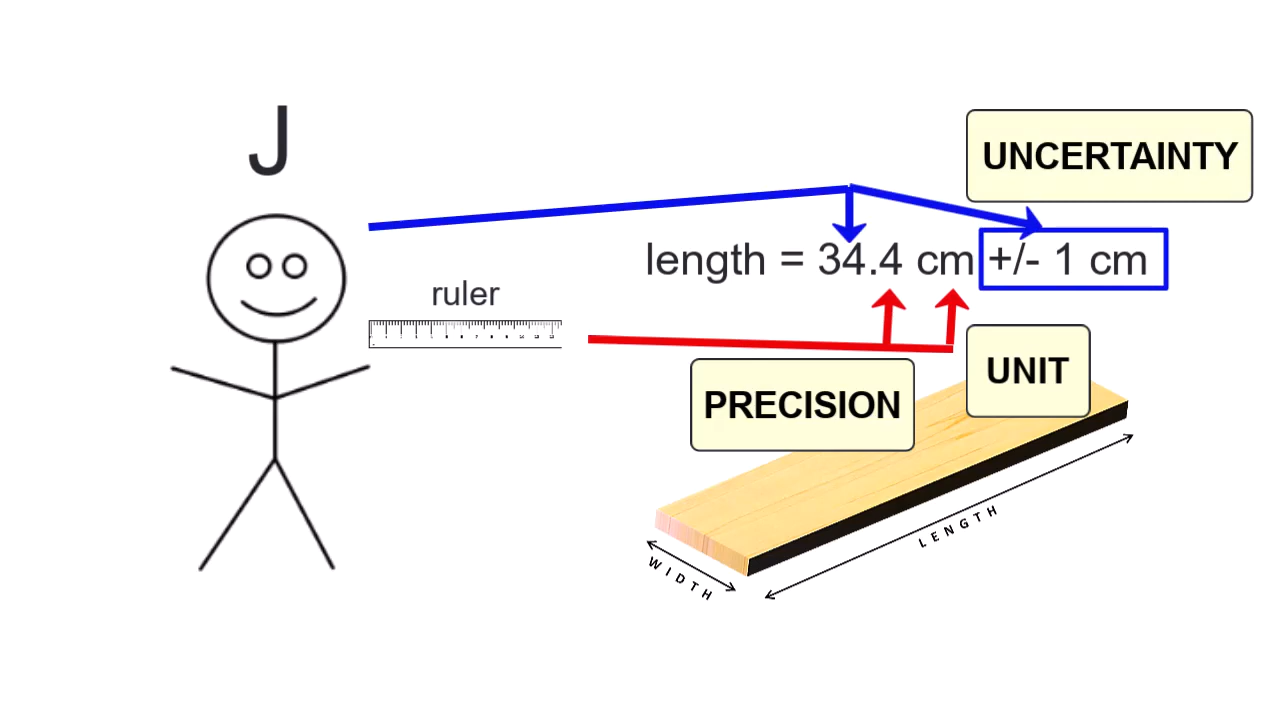 J
UNCERTAINTY
length = 34.4 cm +/- 1 cm
ruler
UNIT
PRECISION
LENGTH
WIDTH